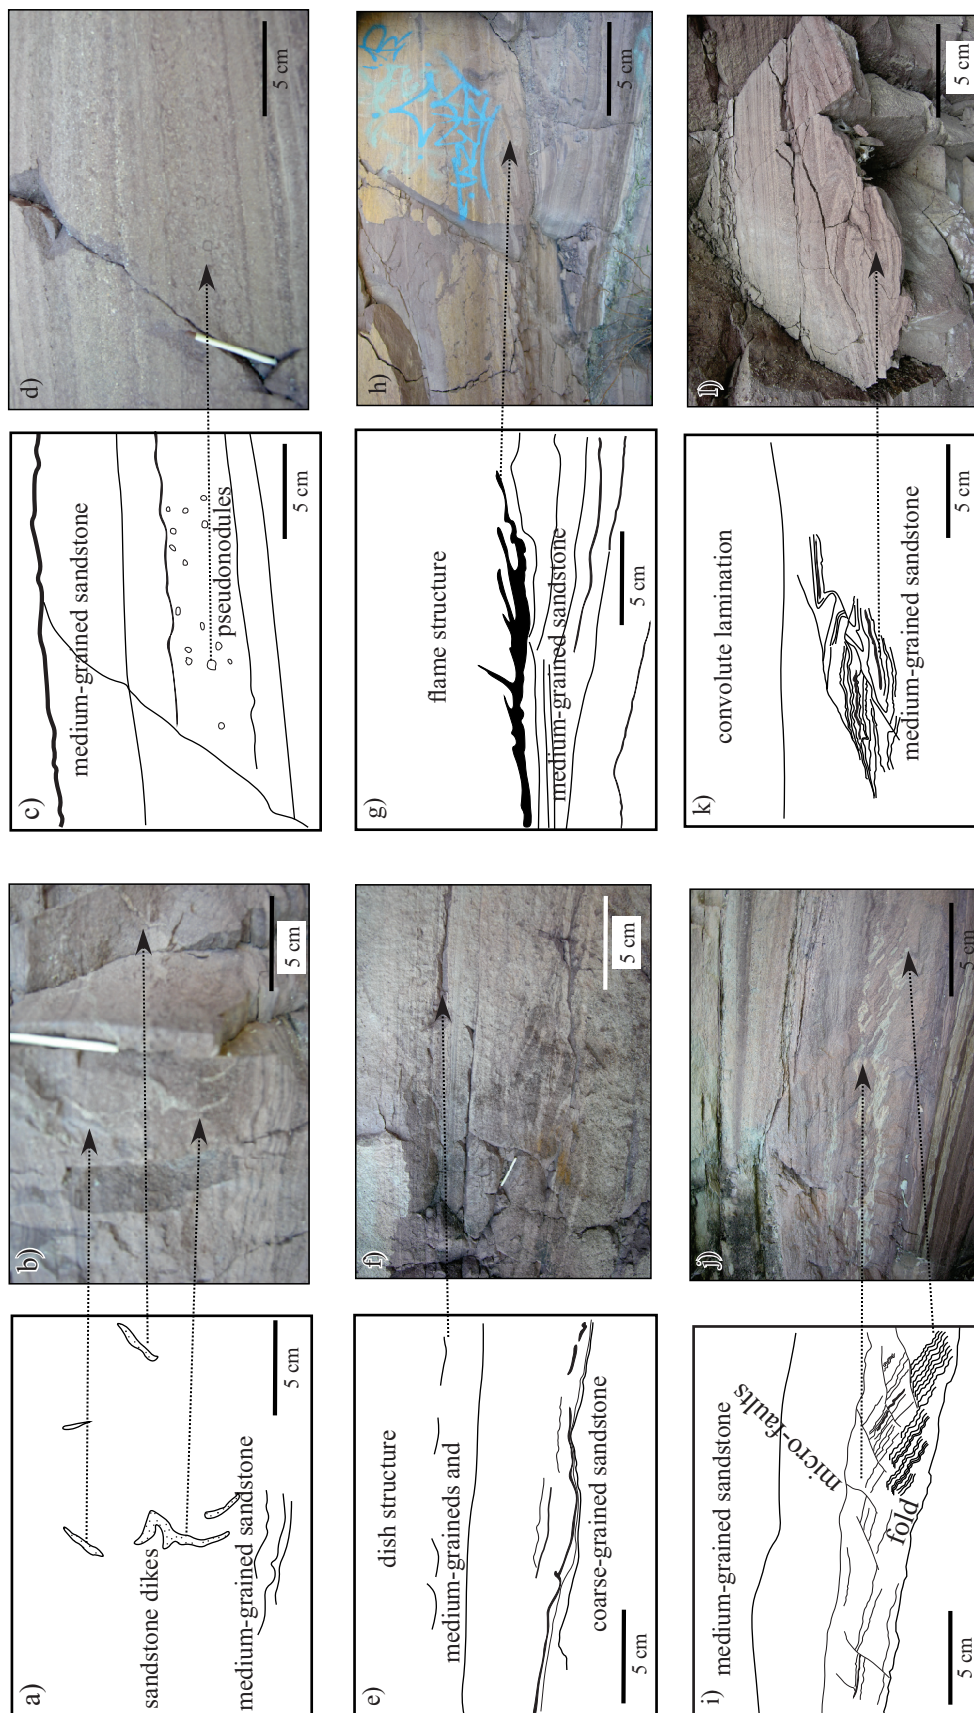 a)
sandstone dikes
medium-grained sandstone
5 cm
b)
5 cm
c)
medium-grained sandstone
pseudonodules
5 cm
d)
5 cm
e)
dish structure
medium-graineds and
coarse-grained sandstone
5 cm
f)
5 cm
g)
flame structure
medium-grained sandstone
5 cm
h)
5 cm
i)
medium-grained sandstone
micro-faults
fold
5 cm
j)
5 cm
k)
convolute lamination
medium-grained sandstone
5 cm
l)
5 cm